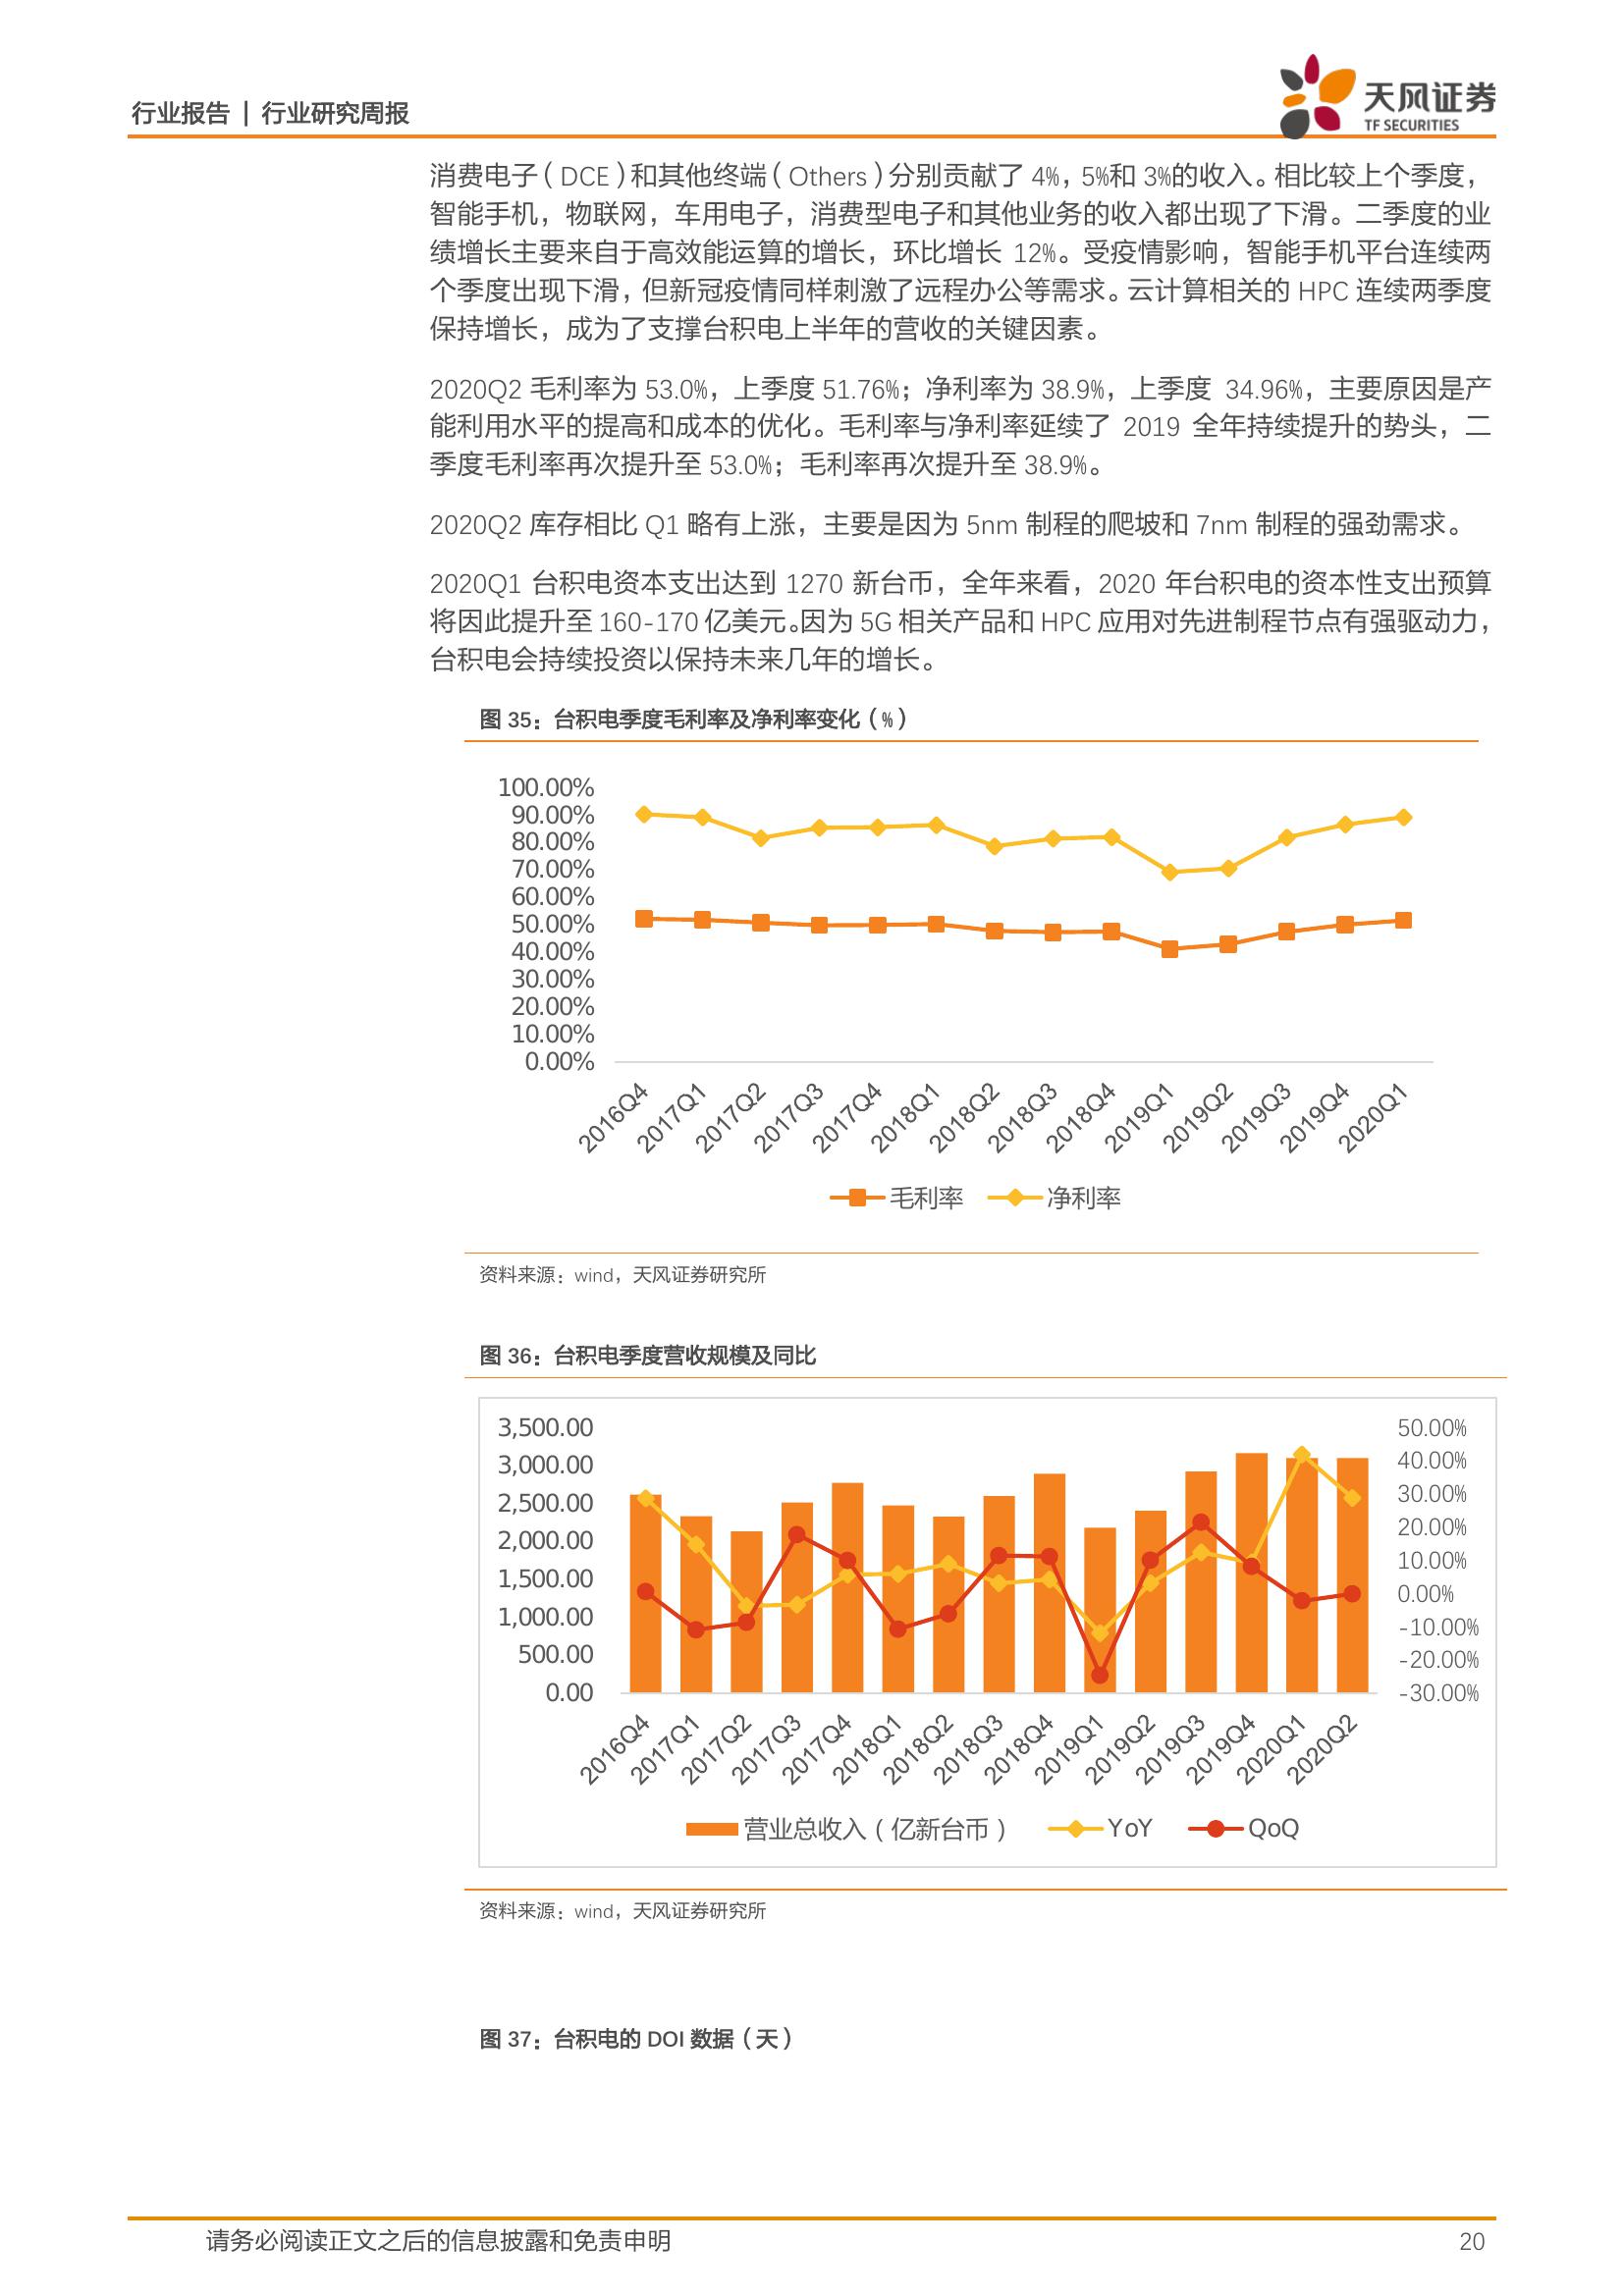 行业报告 | 行业研究周报
天风证券
TF SECURITIES
消费电子（DCE）和其他终端（Others）分别贡献了 4%，5%和 3%的收入。相比较上个季度，
智能手机，物联网，车用电子，消费型电子和其他业务的收入都出现了下滑。二季度的业
绩增长主要来自于高效能运算的增长，环比增长 12%。受疫情影响，智能手机平台连续两
个季度出现下滑，但新冠疫情同样刺激了远程办公等需求。云计算相关的 HPC 连续两季度
保持增长，成为了支撑台积电上半年的营收的关键因素。
2020Q2 毛利率为 53.0%，上季度 51.76%；净利率为 38.9%，上季度 34.96%，主要原因是产
能利用水平的提高和成本的优化。毛利率与净利率延续了 2019 全年持续提升的势头，二
季度毛利率再次提升至 53.0%；毛利率再次提升至 38.9%。
2020Q2 库存相比 Q1 略有上涨，主要是因为 5nm 制程的爬坡和 7nm 制程的强劲需求。
2020Q1 台积电资本支出达到 1270 新台币，全年来看，2020 年台积电的资本性支出预算
将因此提升至 160-170 亿美元。因为 5G 相关产品和 HPC 应用对先进制程节点有强驱动力，
台积电会持续投资以保持未来几年的增长。
图 35：台积电季度毛利率及净利率变化（%）
100.00%
90.00%
80.00%
70.00%
60.00%
50.00%
40.00%
30.00%
20.00%
10.00%
0.00%
2016Q4 2017Q1 2017Q2 2017Q3 2017Q4 2018Q1 2018Q2 2018Q3 2018Q4 2019Q1 2019Q2 2019Q3 2019Q4 2020Q1
毛利率 净利率
资料来源：wind，天风证券研究所
图 36：台积电季度营收规模及同比
3,500.00 50.00%
3,000.00 40.00%
2,500.00 30.00%
2,000.00 20.00%
1,500.00 10.00%
1,000.00 0.00%
500.00 -10.00%
0.00 -20.00%
-30.00%
2016Q4 2017Q1 2017Q2 2017Q3 2017Q4 2018Q1 2018Q2 2018Q3 2018Q4 2019Q1 2019Q2 2019Q3 2019Q4 2020Q1 2020Q2
营业总收入（亿新台币） YoY QoQ
资料来源：wind，天风证券研究所
图 37：台积电的 DOI 数据（天）
请务必阅读正文之后的信息披露和免责申明 20